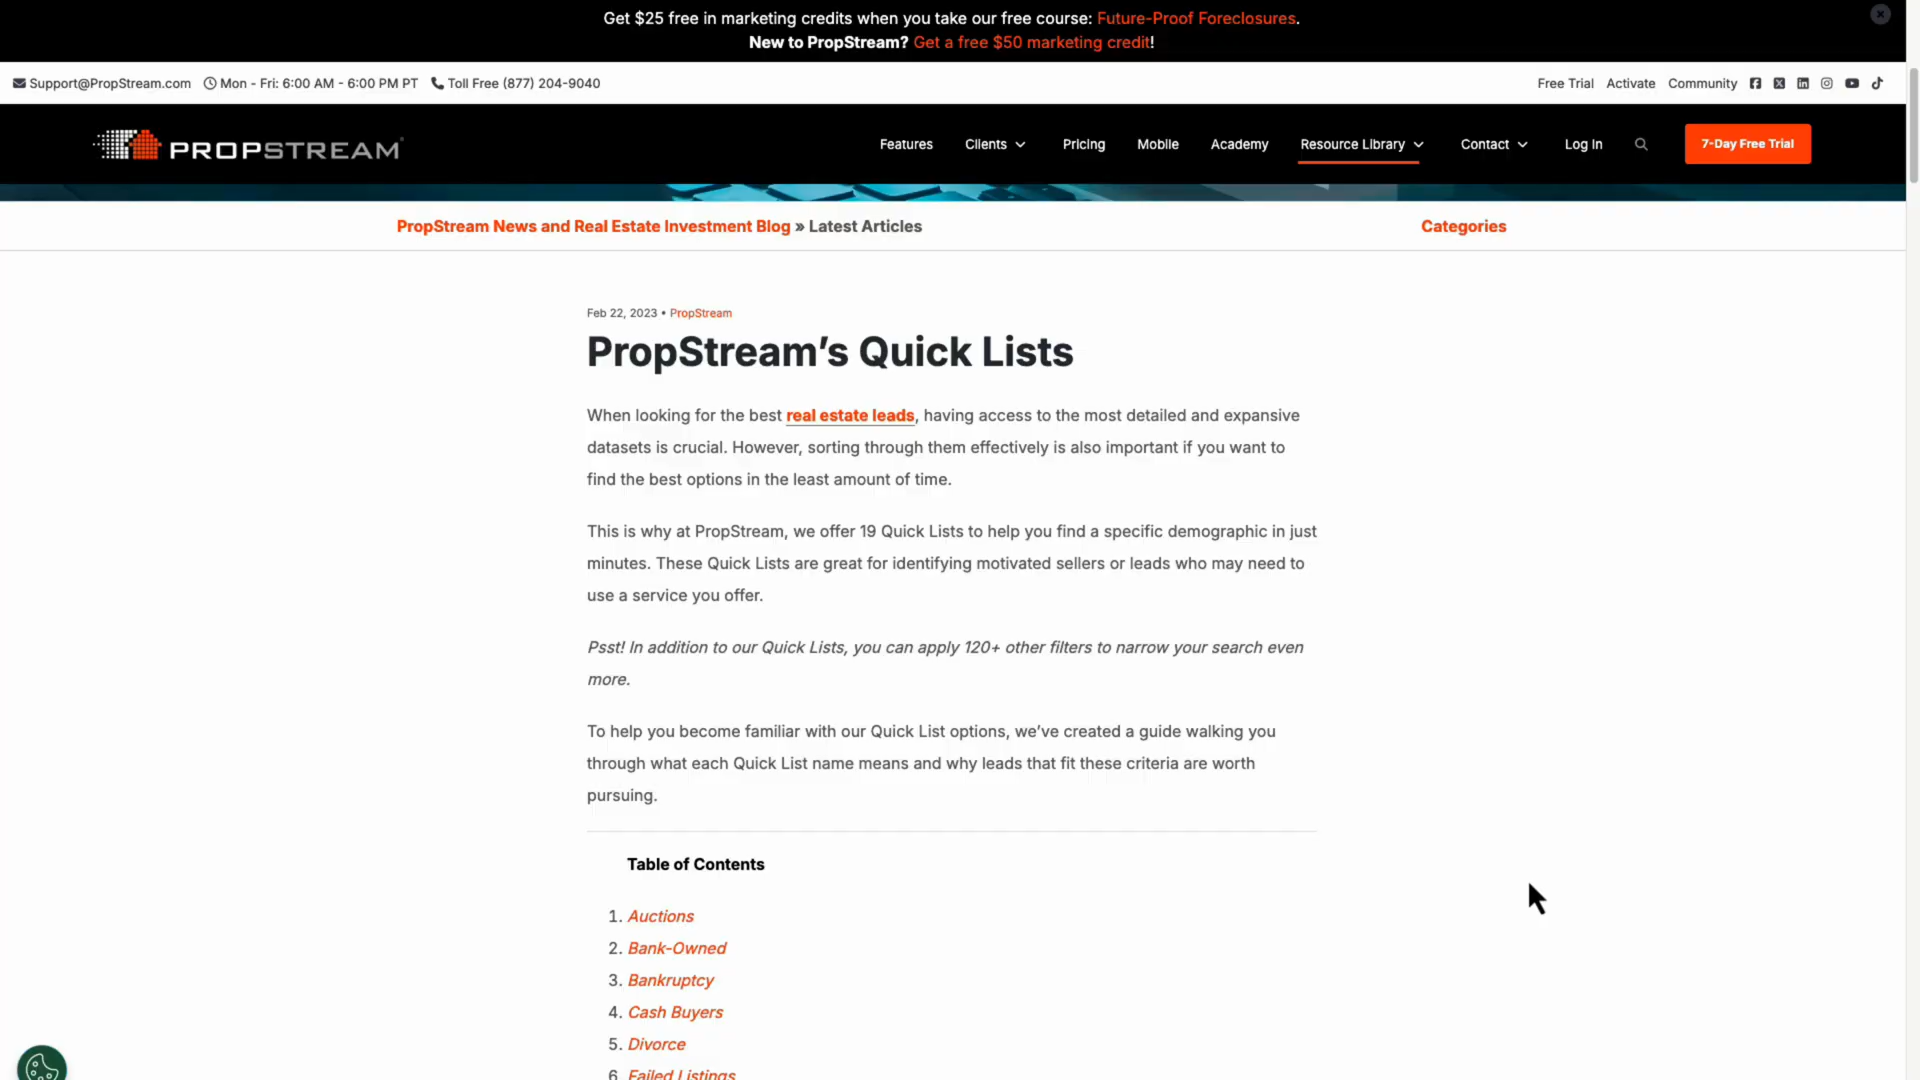 Get $25 free in marketing credits when you take our free course: Future-Proof Foreclosures.
New to PropStream? Get a free $50 marketing credit!
Support@PropStream.com Mon - Fri: 6:00 AM - 6:00 PM PT Toll Free (877) 204-9040
Free Trial Activate Community
PROPSTREAM
Features Clients Pricing Mobile Academy Resource Library Contact Log In 7-Day Free Trial
PropStream News and Real Estate Investment Blog » Latest Articles
Categories
Feb 22, 2023 • PropStream
PropStream’s Quick Lists
When looking for the best real estate leads, having access to the most detailed and expansive
datasets is crucial. However, sorting through them effectively is also important if you want to
find the best options in the least amount of time.
This is why at PropStream, we offer 19 Quick Lists to help you find a specific demographic in just
minutes. These Quick Lists are great for identifying motivated sellers or leads who may need to
use a service you offer.
Psst! In addition to our Quick Lists, you can apply 120+ other filters to narrow your search even
more.
To help you become familiar with our Quick List options, we’ve created a guide walking you
through what each Quick List name means and why leads that fit these criteria are worth
pursuing.
Table of Contents
1. Auctions
2. Bank-Owned
3. Bankruptcy
4. Cash Buyers
5. Divorce
6. Failed Listings